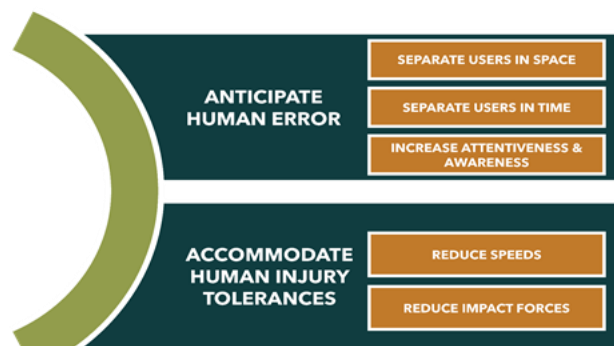 ANTICIPATE
HUMAN ERROR
SEPARATE USERS IN SPACE
SEPARATE USERS IN TIME
INCREASE ATTENTIVENESS &
AWARENESS
ACCOMMODATE
HUMAN INJURY
TOLERANCES
REDUCE SPEEDS
REDUCE IMPACT FORCES